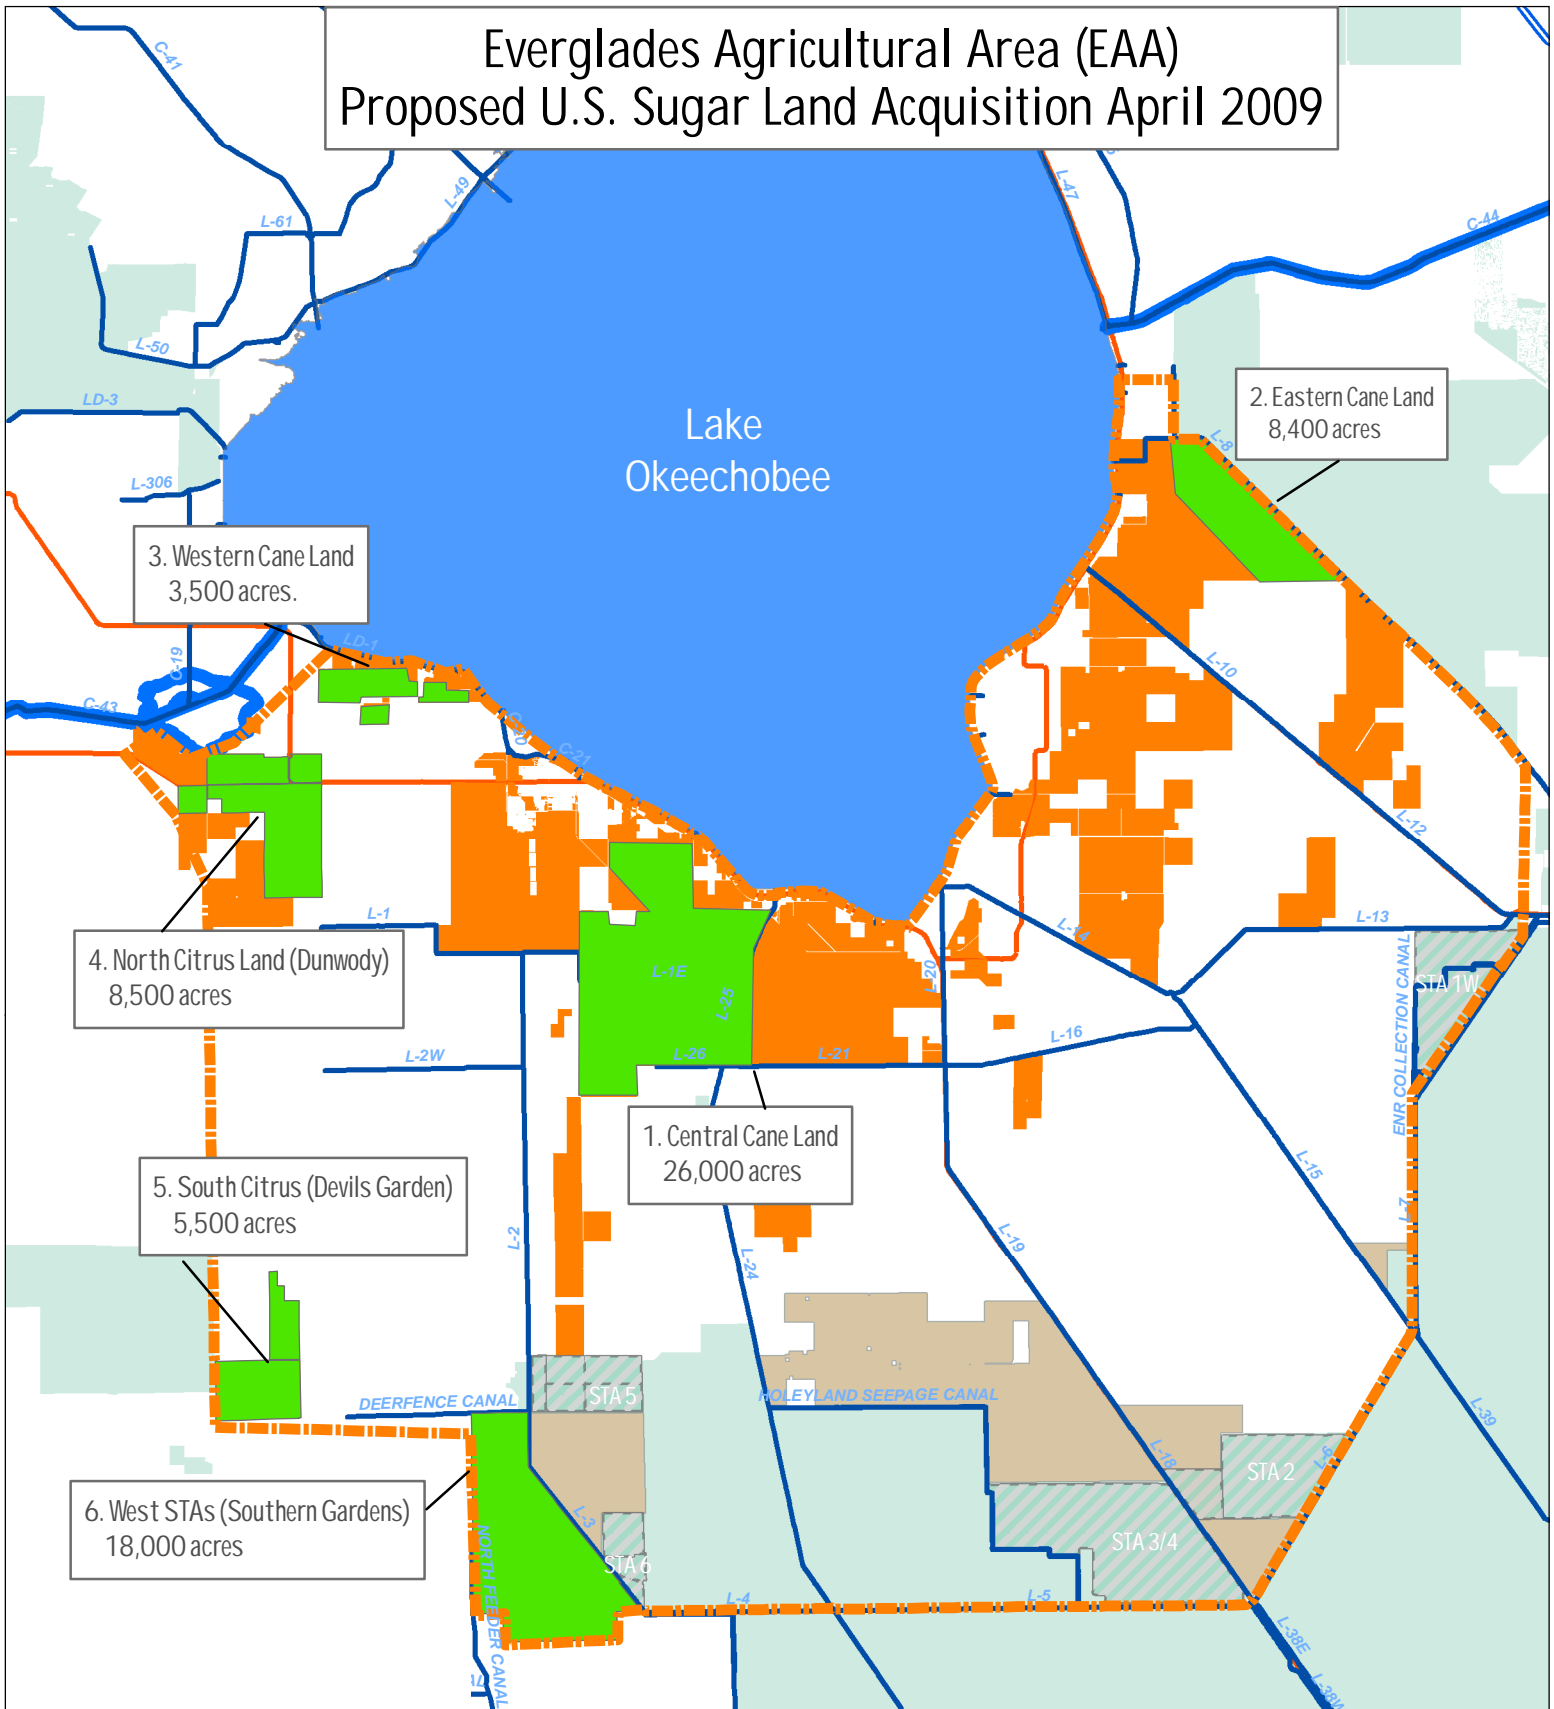 Everglades Agricultural Area (EAA)
Proposed U.S. Sugar Land Acquisition April 2009
C-41
L-49
L-47
L-61
C-44
L-50
LD-3
Lake
Okeechobee
2. Eastern Cane Land
8,400 acres
L-8
L-306
3. Western Cane Land
3,500 acres.
LD-1
C-19
C-43
L-10
C-20
C-21
L-12
L-1
L-13
L-14
4. North Citrus Land (Dunwody)
8,500 acres
L-1E
L-25
L-20
STA 1W
ENR COLLECTION CANAL
L-2W
L-26
L-21
L-16
1. Central Cane Land
26,000 acres
5. South Citrus (Devils Garden)
5,500 acres
L-15
L-7
L-2
L-24
L-19
DEERFENCE CANAL
STA 5
HOLEYLAND SEEPAGE CANAL
L-39
L-6
L-18
STA 2
6. West STAs (Southern Gardens)
18,000 acres
L-3
STA 3/4
STA 6
NORTH FEEDER CANAL
L-4
L-5
L-38E
L-38W